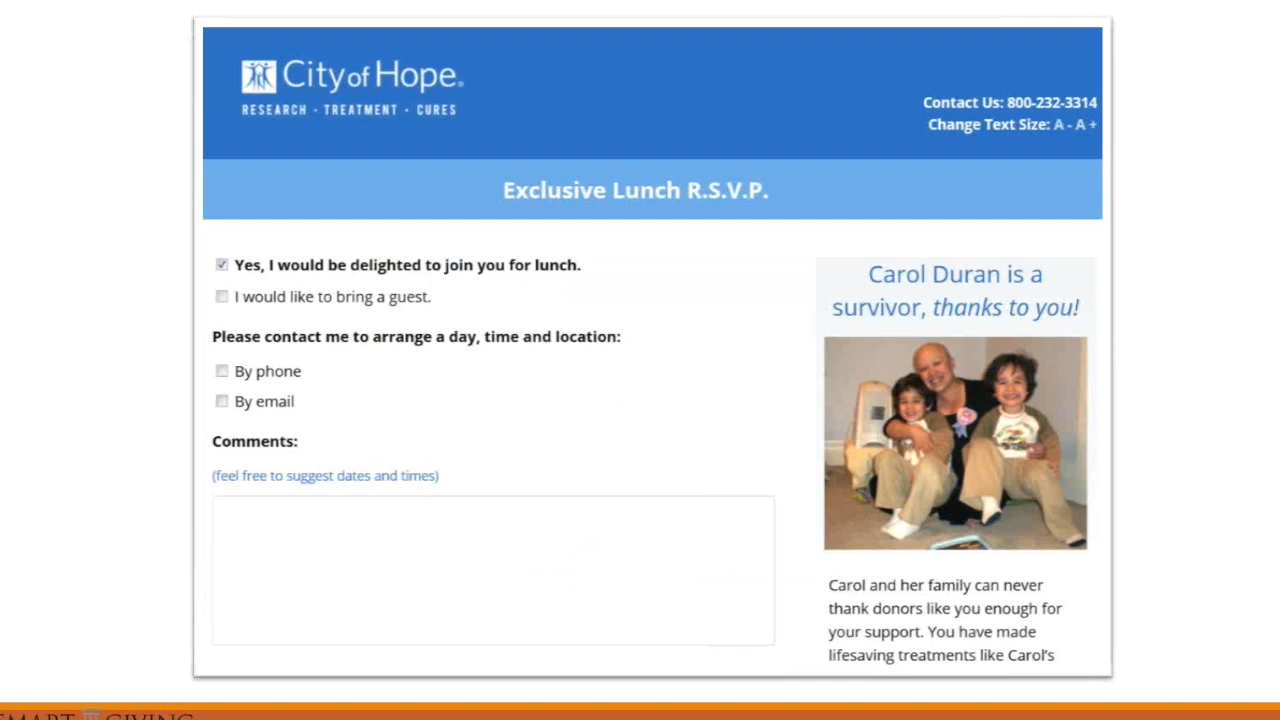 City of Hope®
RESEARCH · TREATMENT · CURES
Contact Us: 800-232-3314
Change Text Size: A - A +
Exclusive Lunch R.S.V.P.
Yes, I would be delighted to join you for lunch.
I would like to bring a guest.
Please contact me to arrange a day, time and location:
By phone
By email
Comments:
(feel free to suggest dates and times)
Carol Duran is a
survivor, thanks to you!
Carol and her family can never
thank donors like you enough for
your support. You have made
lifesaving treatments like Carol's
SMART GIVING